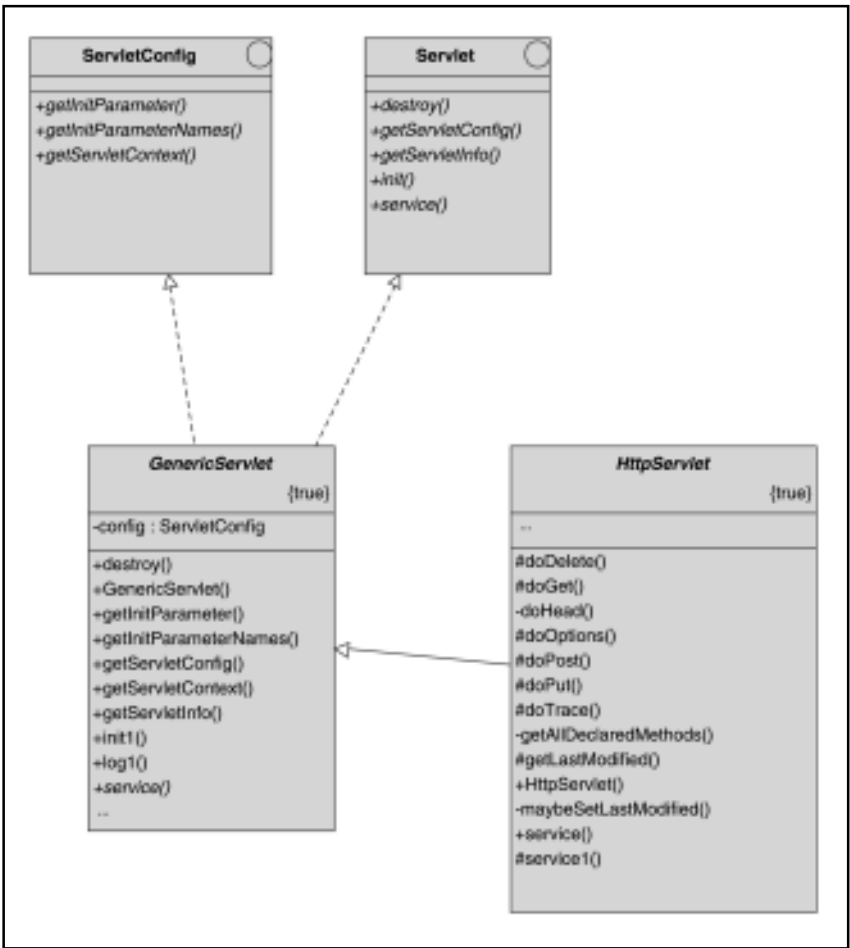 ServletConfig
+getInitParameter()
+getInitParameterNames()
+getServletContext()
Servlet
+destroy()
+getServletConfig()
+getServletInfo()
+init()
+service()
GenericServlet
{true}
-config : ServletConfig
+destroy()
+GenericServlet()
+getInitParameter()
+getInitParameterNames()
+getServletConfig()
+getServletContext()
+getServletInfo()
+init1()
+log1()
+service()
...
HttpServlet
{true}
...
#doDelete()
#doGet()
-doHead()
#doOptions()
#doPost()
#doPut()
#doTrace()
-getAllDeclaredMethods()
#getLastModified()
+HttpServlet()
-maybeSetLastModified()
+service()
#service1()